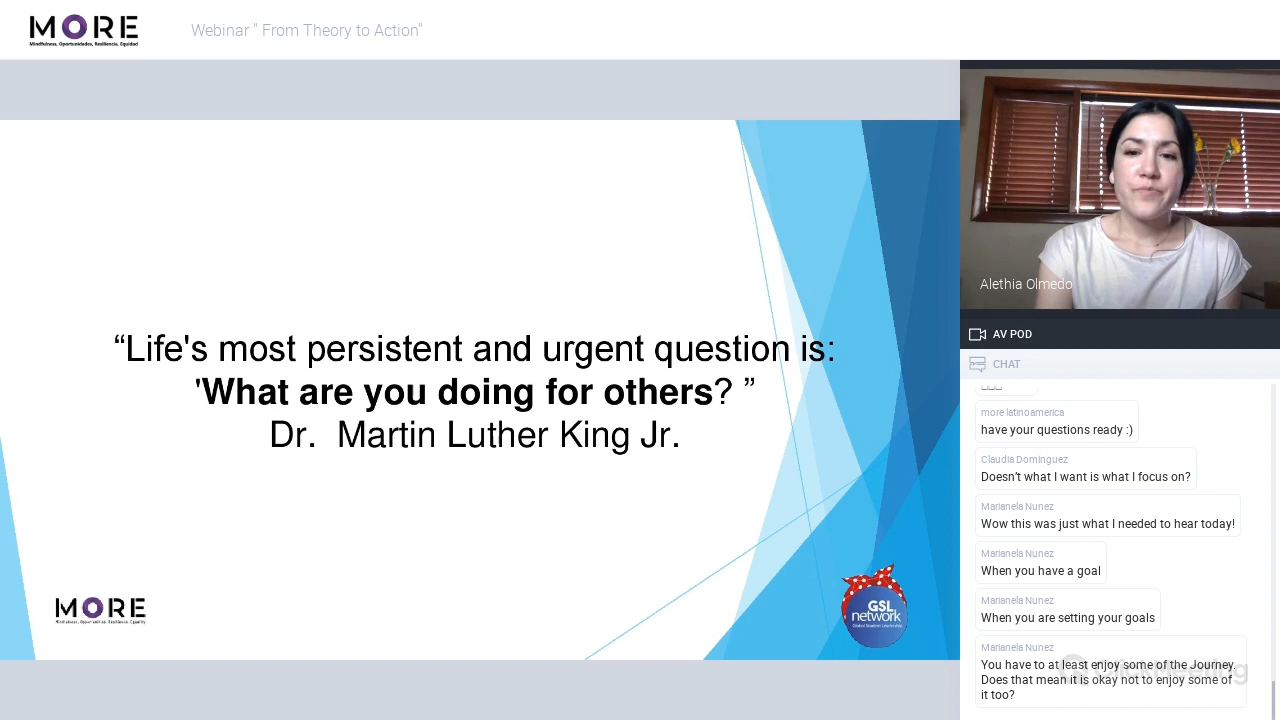 MORE
Mindfulness, Oportunidades, Resiliencia, Equidad
Webinar " From Theory to Action"
“Life's most persistent and urgent question is:
'What are you doing for others? ”
Dr. Martin Luther King Jr.
MORE
GSL
network
Global Student Leadership
Alethia Olmedo
AV POD
CHAT
more latinoamerica
have your questions ready :)
Claudia Dominguez
Doesn’t what I want is what I focus on?
Marianela Nunez
Wow this was just what I needed to hear today!
Marianela Nunez
When you have a goal
Marianela Nunez
When you are setting your goals
Marianela Nunez
You have to at least enjoy some of the Journey.
Does that mean it is okay not to enjoy some of
it too?
ClickMeeting